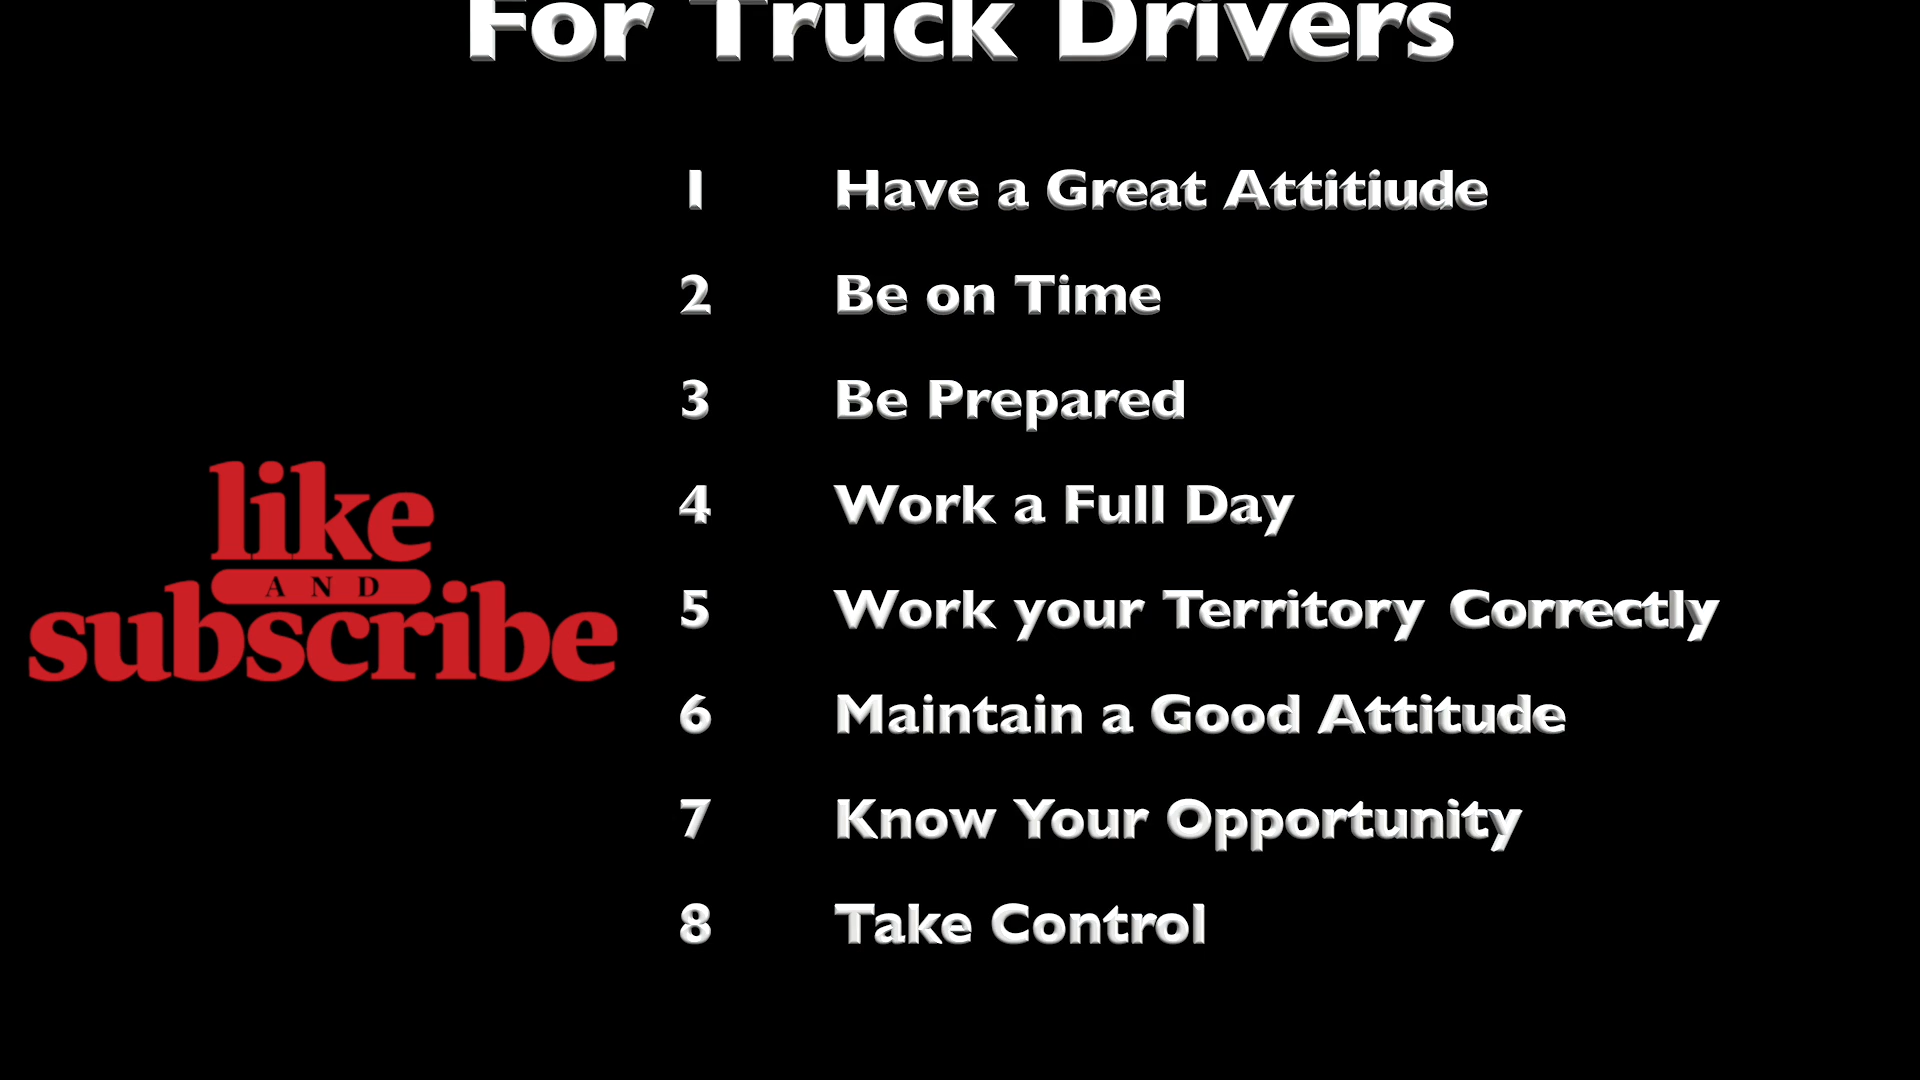 For Truck Drivers
1 Have a Great Attitiude
2 Be on Time
3 Be Prepared
4 Work a Full Day
5 Work your Territory Correctly
6 Maintain a Good Attitude
7 Know Your Opportunity
8 Take Control
like
AND
subscribe